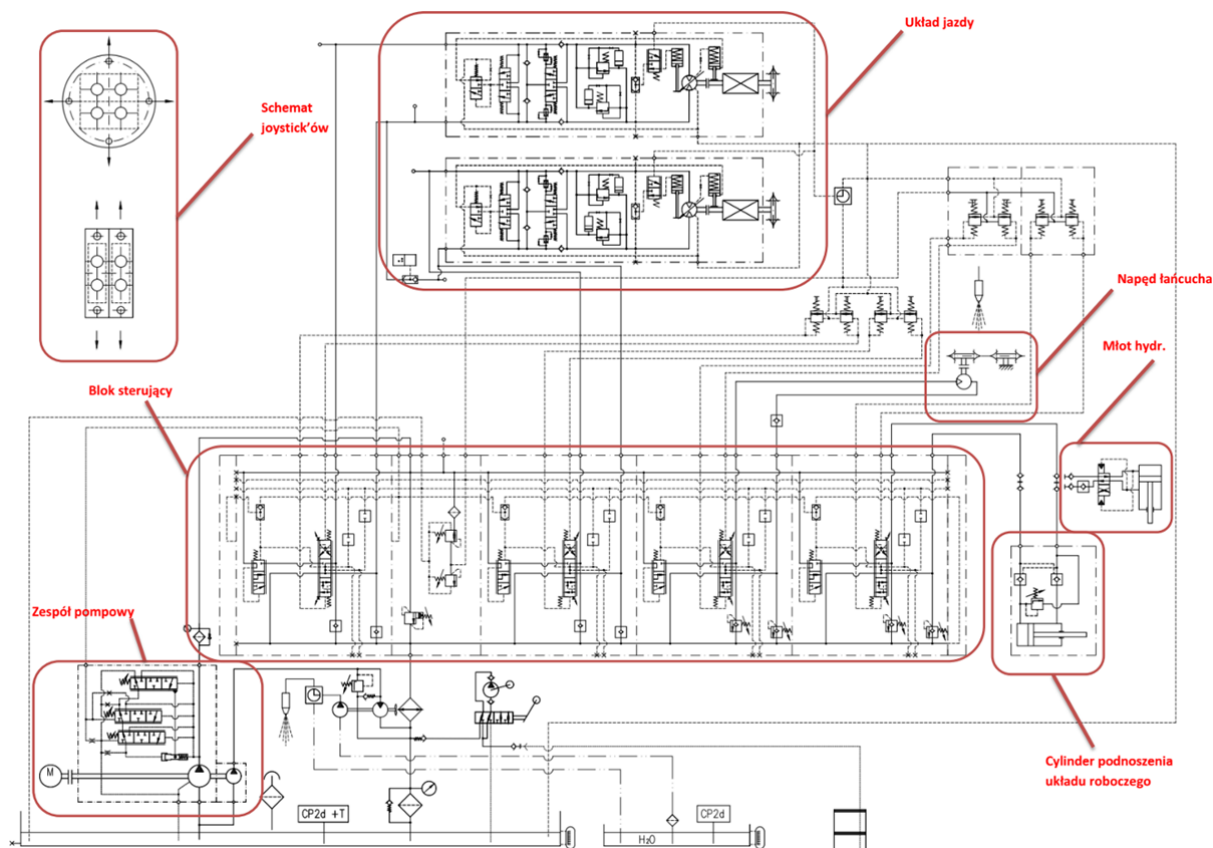 Układ jazdy
Schemat
joystick'ów
Napęd łańcucha
Młot hydr.
Blok sterujący
Zespół pompowy
M
CP2d +T
H₂O
CP2d
Cylinder podnoszenia
układu roboczego